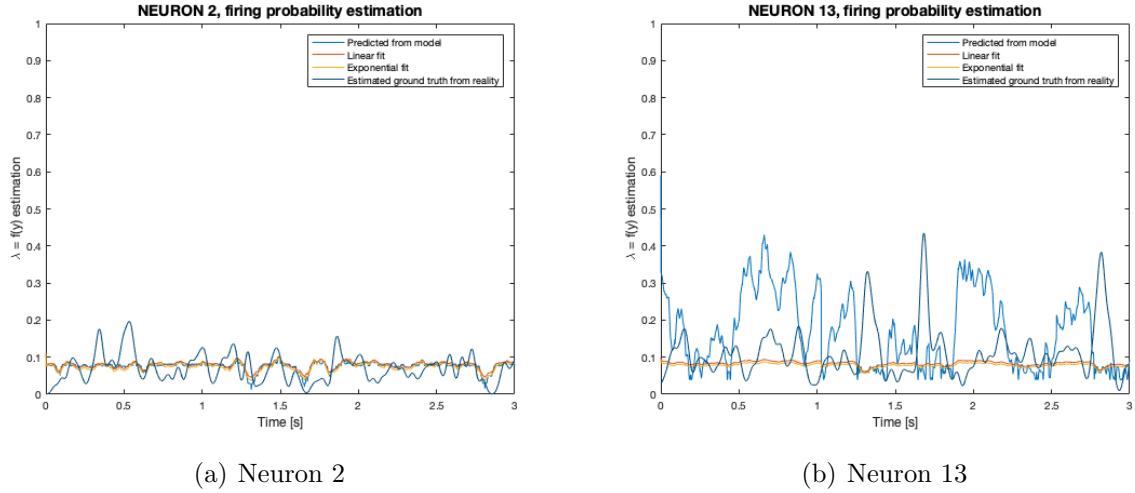 NEURON 2, firing probability estimation
1
0.9
0.8
0.7
0.6
0.5
0.4
0.3
0.2
0.1
0
λ = f(y) estimation
Predicted from model
Linear fit
Exponential fit
Estimated ground truth from reality
0 0.5 1 1.5 2 2.5 3
Time [s]
(a) Neuron 2
NEURON 13, firing probability estimation
1
0.9
0.8
0.7
0.6
0.5
0.4
0.3
0.2
0.1
0
λ = f(y) estimation
Predicted from model
Linear fit
Exponential fit
Estimated ground truth from reality
0 0.5 1 1.5 2 2.5 3
Time [s]
(b) Neuron 13